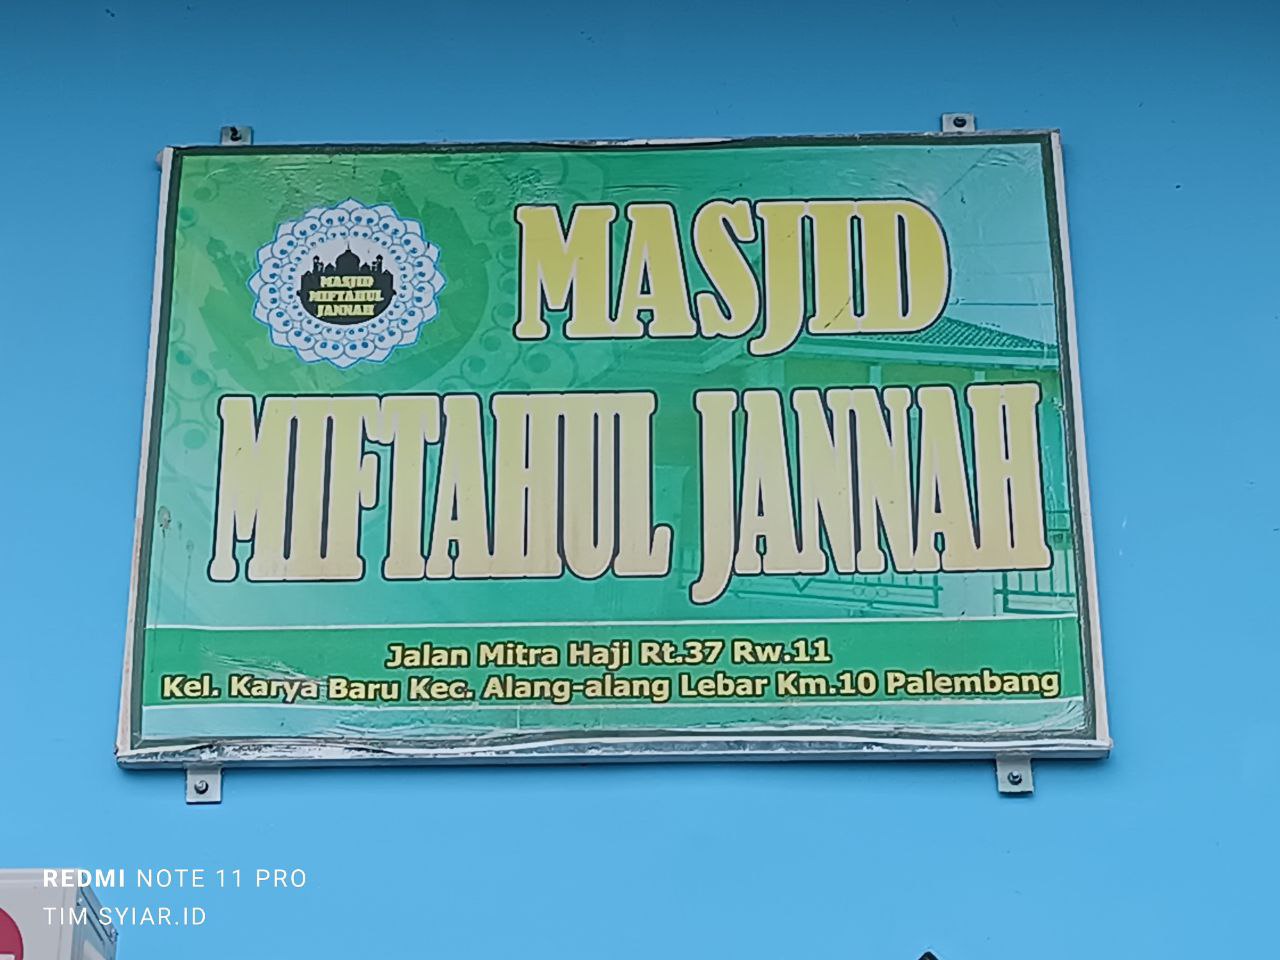 MASJID
MIFTAHUL
JANNAH
MASJID
MIFTAHUL JANNAH
Jalan Mitra Haji Rt.37 Rw.11
Kel. Karya Baru Kec. Alang-alang Lebar Km.10 Palembang
REDMI NOTE 11 PRO
TIM SYIAR.ID